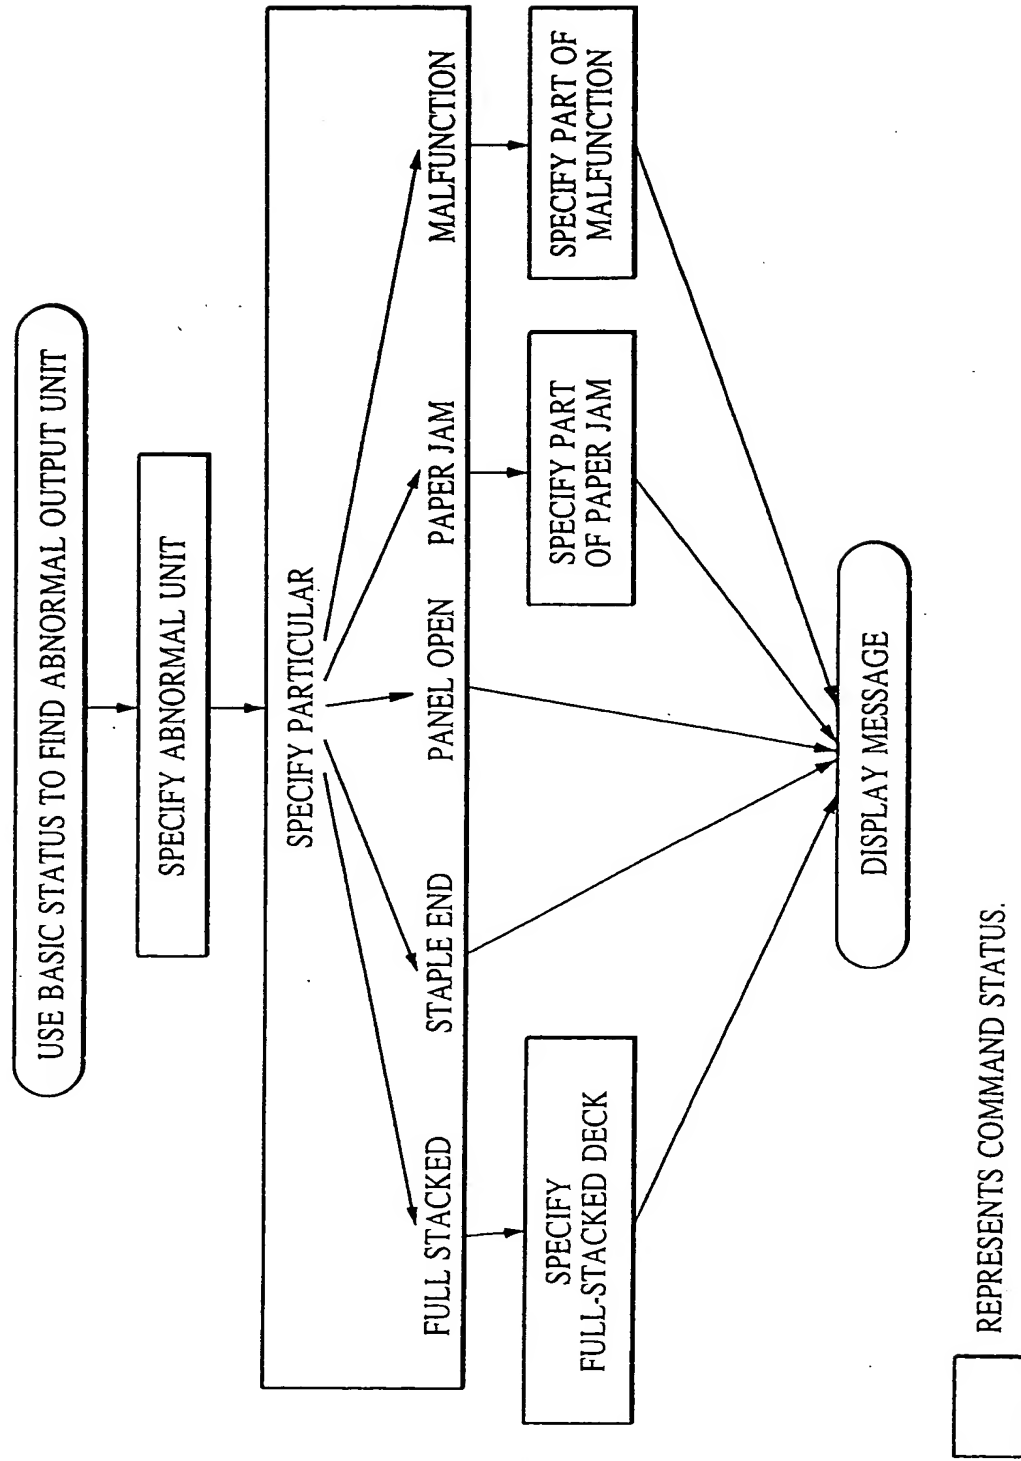 USE BASIC STATUS TO FIND ABNORMAL OUTPUT UNIT
SPECIFY ABNORMAL UNIT
SPECIFY PARTICULAR
FULL STACKED
STAPLE END
PANEL OPEN
PAPER JAM
MALFUNCTION
SPECIFY
FULL-STACKED DECK
SPECIFY PART
OF PAPER JAM
SPECIFY PART OF
MALFUNCTION
DISPLAY MESSAGE
REPRESENTS COMMAND STATUS.